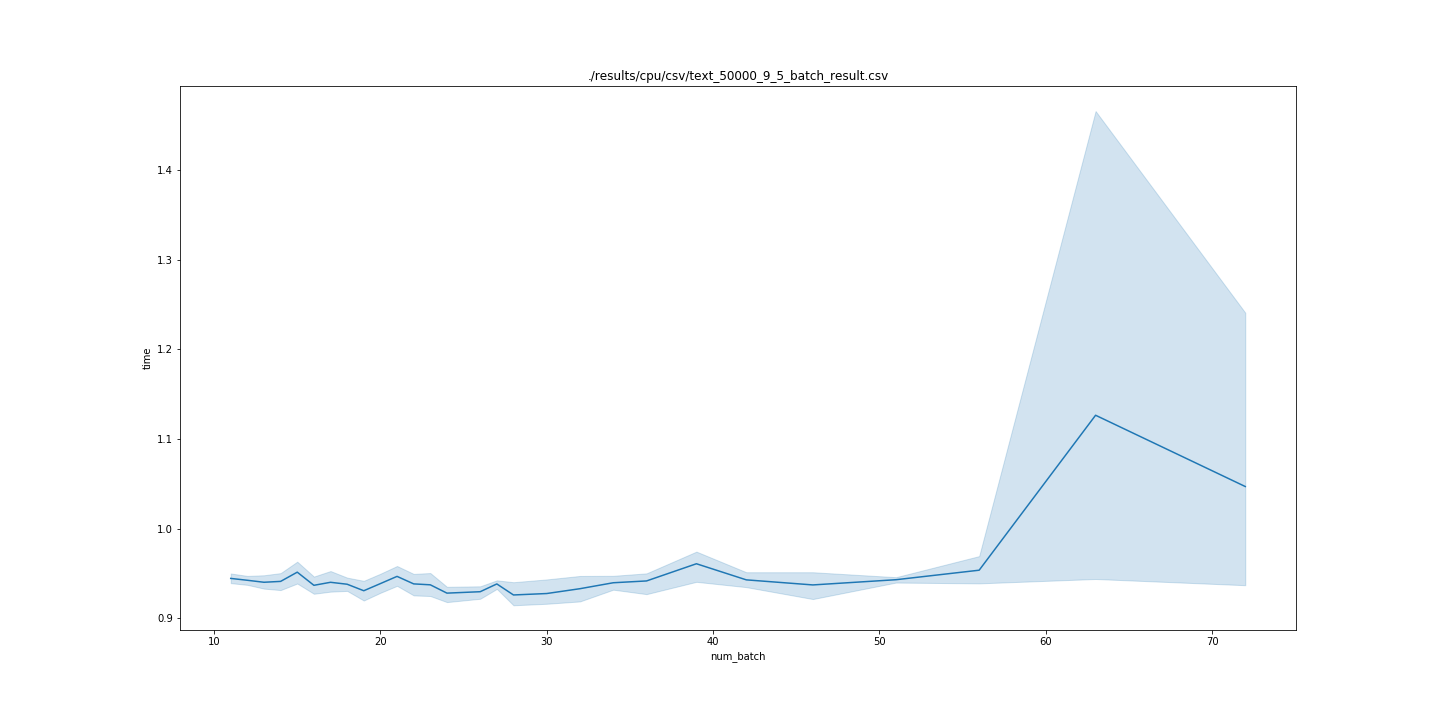 ./results/cpu/csv/text_50000_9_5_batch_result.csv
1.4
1.3
1.2
time
1.1
1.0
0.9
10 20 30 40 50 60 70
num_batch